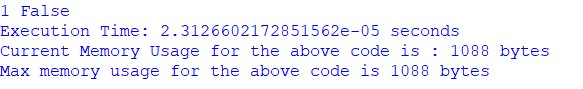 1 False
Execution Time: 2.3126602172851562e-05 seconds
Current Memory Usage for the above code is : 1088 bytes
Max memory usage for the above code is 1088 bytes